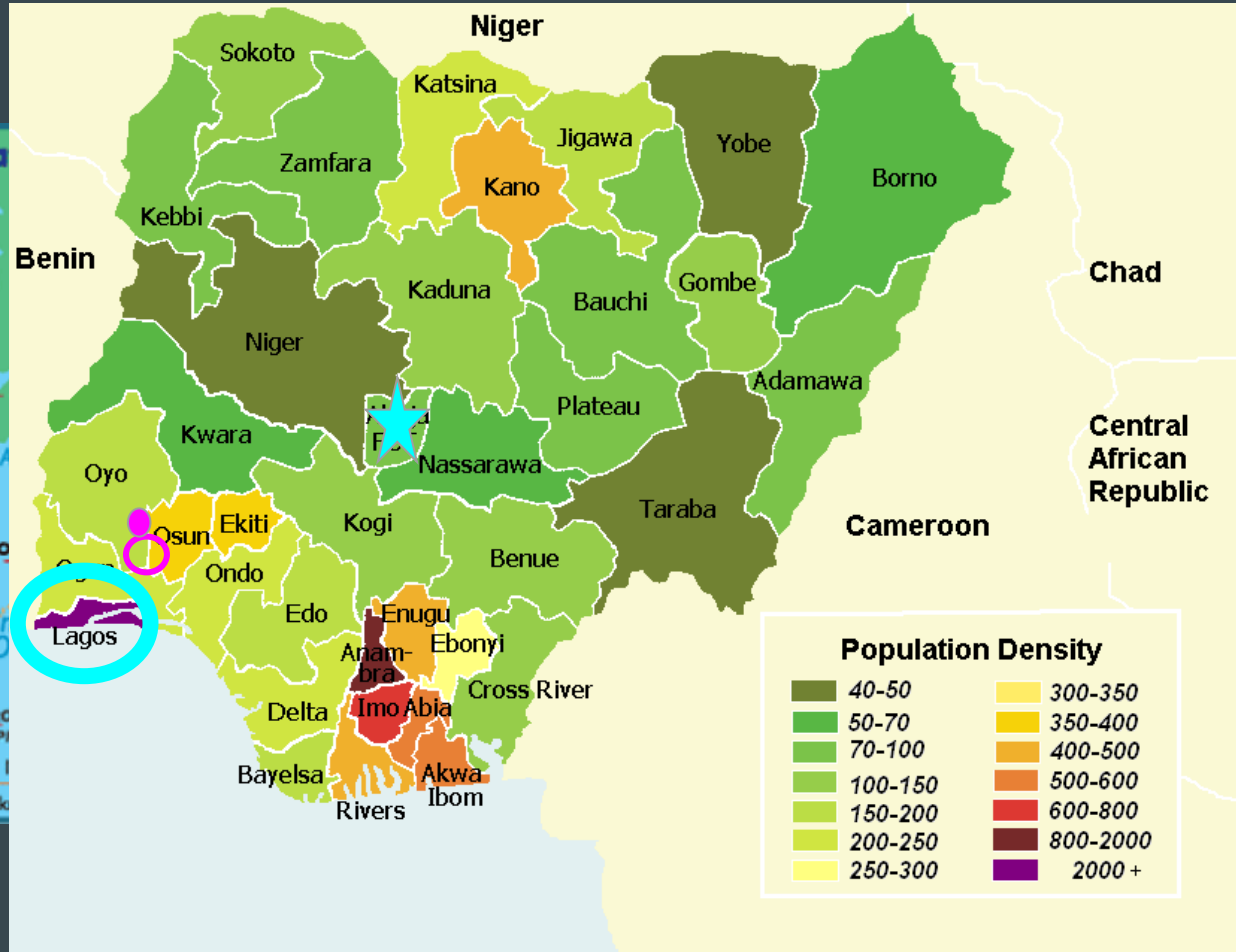 Niger
Sokoto
Katsina
Jigawa
Yobe
Borno
Zamfara
Kano
Kebbi
Benin
Chad
Kaduna
Bauchi
Gombe
Niger
Adamawa
Plateau
Kwara
Nassarawa
Oyo
Taraba
Central
African
Republic
Kogi
Cameroon
Osun
Ekiti
Benue
Ondo
Edo
Enugu
Ebonyi
Lagos
Anam-
bra
Cross River
Imo
Abia
Delta
Bayelsa
Akwa
Ibom
Rivers
Population Density
40-50
50-70
70-100
100-150
150-200
200-250
250-300
300-350
350-400
400-500
500-600
600-800
800-2000
2000 +